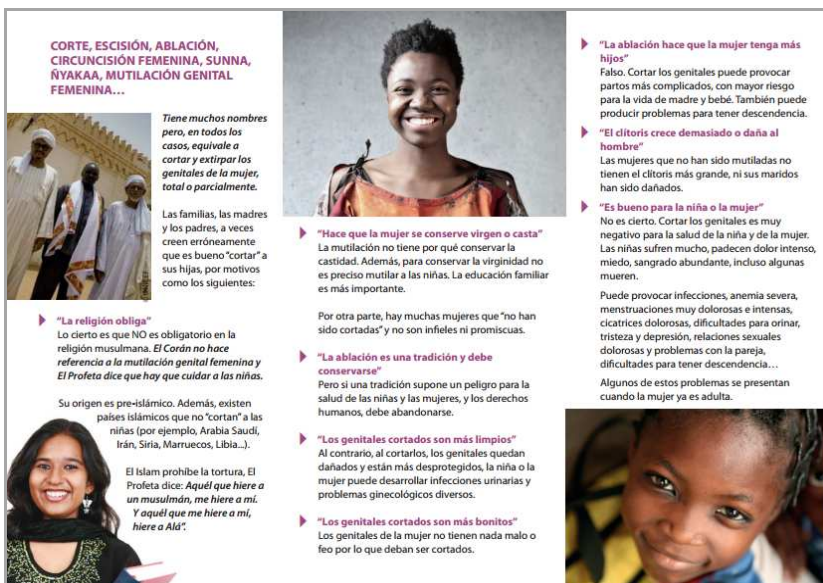 CORTE, ESCISIÓN, ABLACIÓN,
CIRCUNCISIÓN FEMENINA, SUNNA,
ÑYAKAA, MUTILACIÓN GENITAL
FEMENINA…
Tiene muchos nombres
pero, en todos los
casos, equivale a
cortar y extirpar los
genitales de la mujer,
total o parcialmente.
Las familias, las madres
y los padres, a veces
creen erróneamente
que es bueno “cortar” a
sus hijas, por motivos
como los siguientes:
“La religión obliga”
Lo cierto es que NO es obligatorio en la
religión musulmana. El Corán no hace
referencia a la mutilación genital femenina y
El Profeta dice que hay que cuidar a las niñas.
Su origen es pre-islámico. Además, existen
países islámicos que no “cortan” a las
niñas (por ejemplo, Arabia Saudí,
Irán, Siria, Marruecos, Libia...).
El Islam prohíbe la tortura, El
Profeta dice: Aquél que hiere a
un musulmán, me hiere a mí.
Y aquél que me hiere a mí,
hiere a Alá”.
“Hace que la mujer se conserve virgen o casta”
La mutilación no tiene por qué conservar la
castidad. Además, para conservar la virginidad no
es preciso mutilar a las niñas. La educación familiar
es más importante.
Por otra parte, hay muchas mujeres que “no han
sido cortadas” y no son infieles ni promiscuas.
“La ablación es una tradición y debe
conservarse”
Pero si una tradición supone un peligro para la
salud de las niñas y las mujeres, y los derechos
humanos, debe abandonarse.
“Los genitales cortados son más limpios”
Al contrario, al cortarlos, los genitales quedan
dañados y están más desprotegidos, la niña o la
mujer puede desarrollar infecciones urinarias y
problemas ginecológicos diversos.
“Los genitales cortados son más bonitos”
Los genitales de la mujer no tienen nada malo o
feo por lo que deban ser cortados.
“La ablación hace que la mujer tenga más
hijos”
Falso. Cortar los genitales puede provocar
partos más complicados, con mayor riesgo
para la vida de madre y bebé. También puede
producir problemas para tener descendencia.
“El clítoris crece demasiado o daña al
hombre”
Las mujeres que no han sido mutiladas no
tienen el clítoris más grande, ni sus maridos
han sido dañados.
“Es bueno para la niña o la mujer”
No es cierto. Cortar los genitales es muy
negativo para la salud de la niña y de la mujer.
Las niñas sufren mucho, padecen dolor intenso,
miedo, sangrado abundante, incluso algunas
mueren.
Puede provocar infecciones, anemia severa,
menstruaciones muy dolorosas e intensas,
cicatrices dolorosas, dificultades para orinar,
tristeza y depresión, relaciones sexuales
dolorosas y problemas con la pareja,
dificultades para tener descendencia…
Algunos de estos problemas se presentan
cuando la mujer ya es adulta.